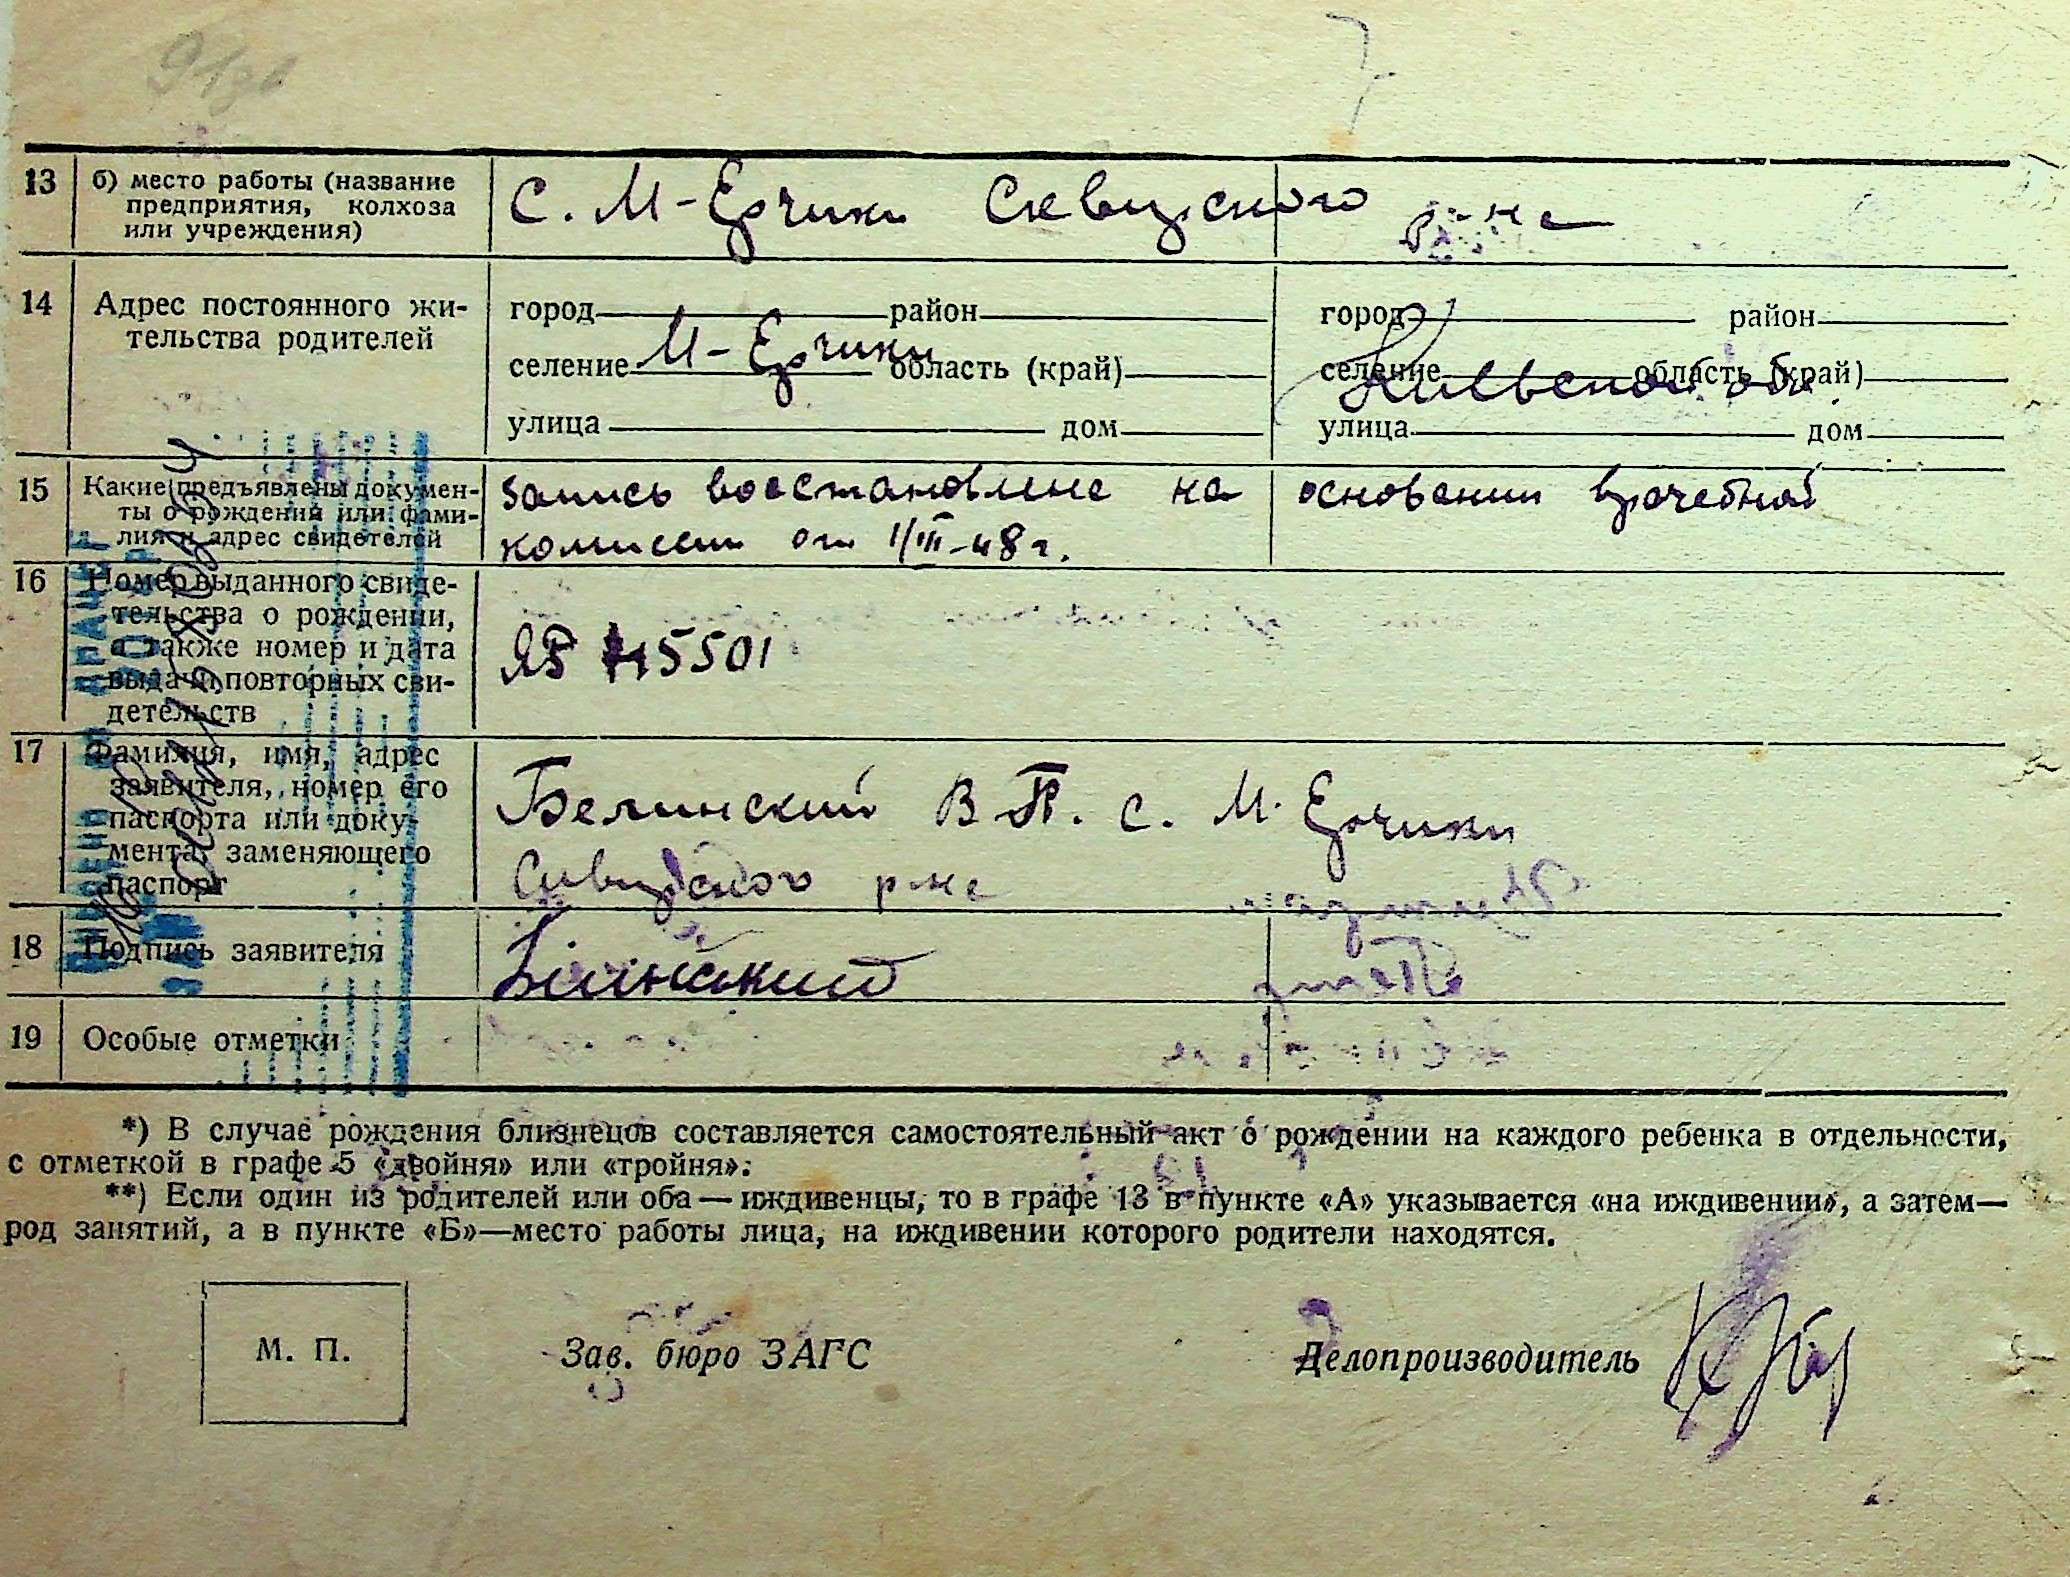 13 б) место работы (название
предприятия, колхоза
или учреждения)
С. М-Ерчики Сквирского р-на
14 Адрес постоянного жи-
тельства родителей
город район город район
селение М-Ерчики область (край) селение область (край)
Киевской обл
улица дом улица дом
15 Какие предъявлены докумен-
ты о рождении или фами-
лия и адрес свидетелей
Запись восстановлена на основании врачебной
комиссии от 1/III-48 г.
16 Номер выданного свиде-
тельства о рождении,
а также номер и дата
выдачи повторных сви-
детельств
5501
17 Фамилия, имя, адрес
заявителя, номер его
паспорта или доку-
мента, заменяющего
паспорт
Белинский В П. с. М. Ерчики
Сквирского р-на
18 Подпись заявителя
19 Особые отметки
*) В случае рождения близнецов составляется самостоятельный акт о рождении на каждого ребенка в отдельности,
с отметкой в графе 5 «двойня» или «тройня».
**) Если один из родителей или оба — иждивенцы, то в графе 13 в пункте «А» указывается «на иждивении», а затем—
род занятий, а в пункте «Б»—место работы лица, на иждивении которого родители находятся.
М. П. Зав. бюро ЗАГС Делопроизводитель